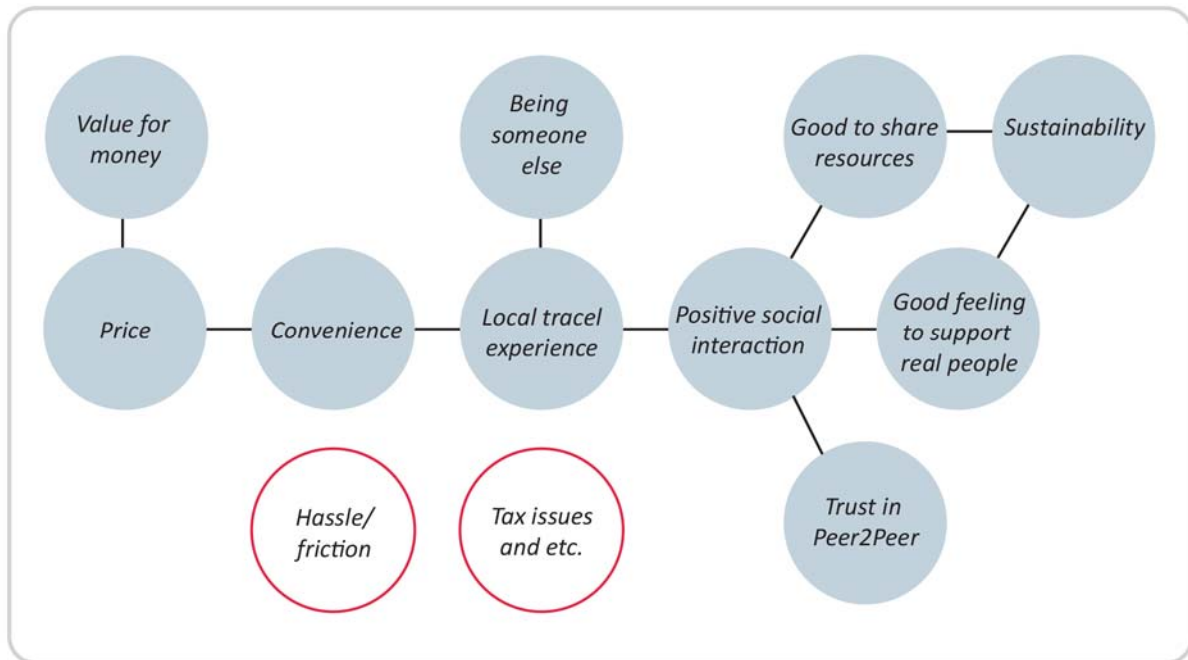 Value for
money
Being
someone
else
Good to share
resources
Sustainability
Price
Convenience
Local tracel
experience
Positive social
interaction
Good feeling
to support
real people
Hassle/
friction
Tax issues
and etc.
Trust in
Peer2Peer